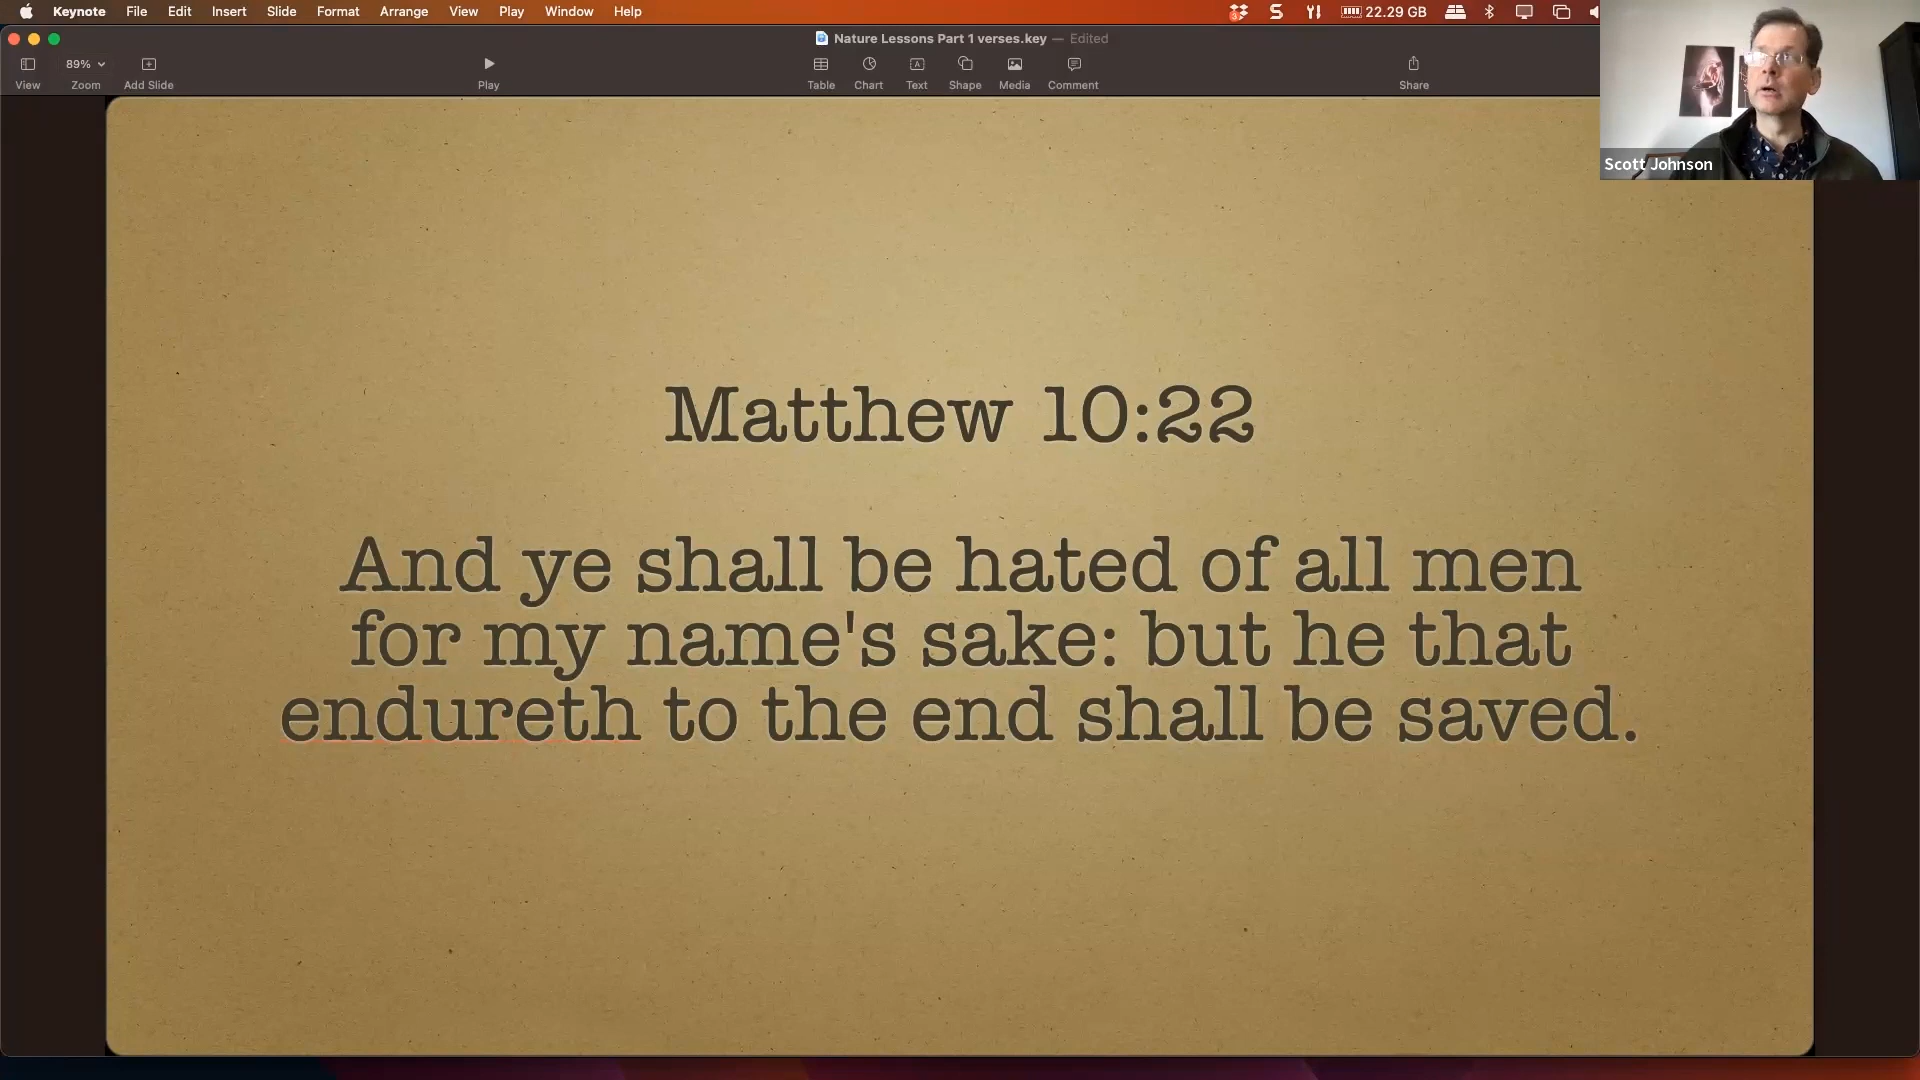 Keynote File Edit Insert Slide Format Arrange View Play Window Help 22.29 GB
Nature Lessons Part 1 verses.key — Edited
89%
View Zoom Add Slide Play Table Chart Text Shape Media Comment Share
Scott Johnson
Matthew 10:22
And ye shall be hated of all men
for my name's sake: but he that
endureth to the end shall be saved.